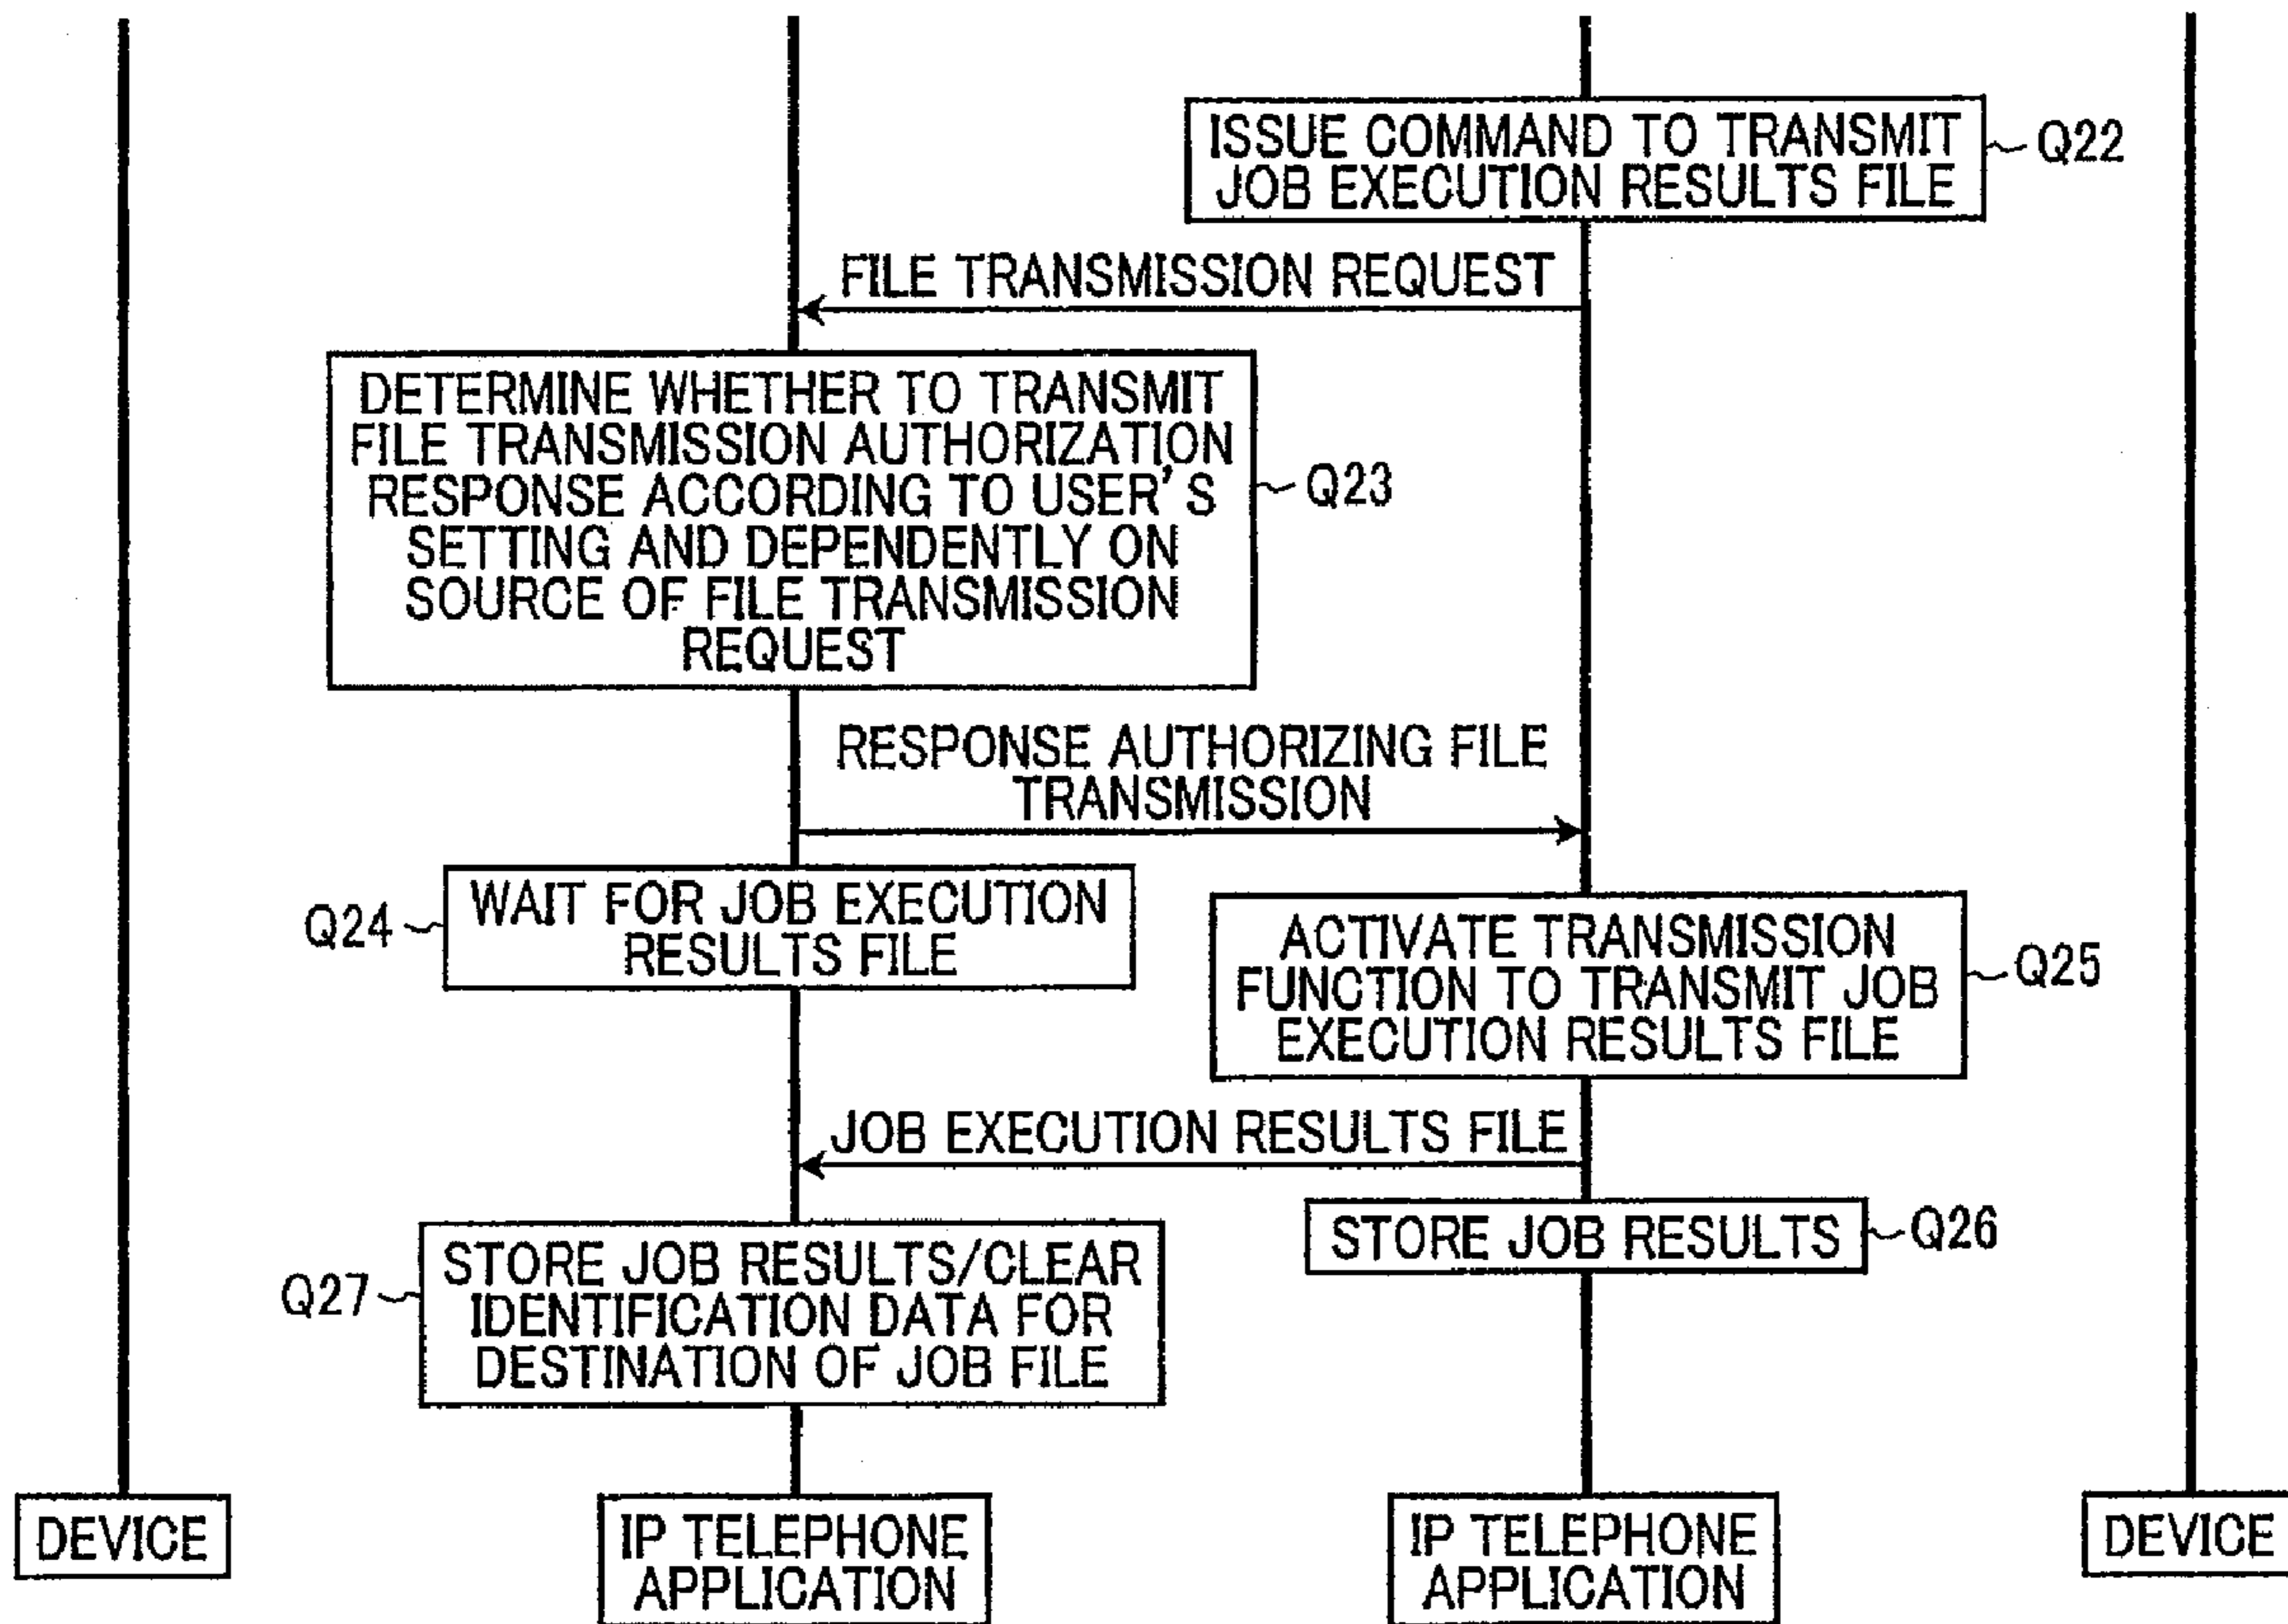 ISSUE COMMAND TO TRANSMIT
JOB EXECUTION RESULTS FILE
Q22
FILE TRANSMISSION REQUEST
DETERMINE WHETHER TO TRANSMIT
FILE TRANSMISSION AUTHORIZATION
RESPONSE ACCORDING TO USER'S
SETTING AND DEPENDENTLY ON
SOURCE OF FILE TRANSMISSION
REQUEST
Q23
RESPONSE AUTHORIZING FILE
TRANSMISSION
Q24
WAIT FOR JOB EXECUTION
RESULTS FILE
ACTIVATE TRANSMISSION
FUNCTION TO TRANSMIT JOB
EXECUTION RESULTS FILE
Q25
JOB EXECUTION RESULTS FILE
STORE JOB RESULTS
Q26
Q27
STORE JOB RESULTS/CLEAR
IDENTIFICATION DATA FOR
DESTINATION OF JOB FILE
DEVICE
IP TELEPHONE
APPLICATION
IP TELEPHONE
APPLICATION
DEVICE